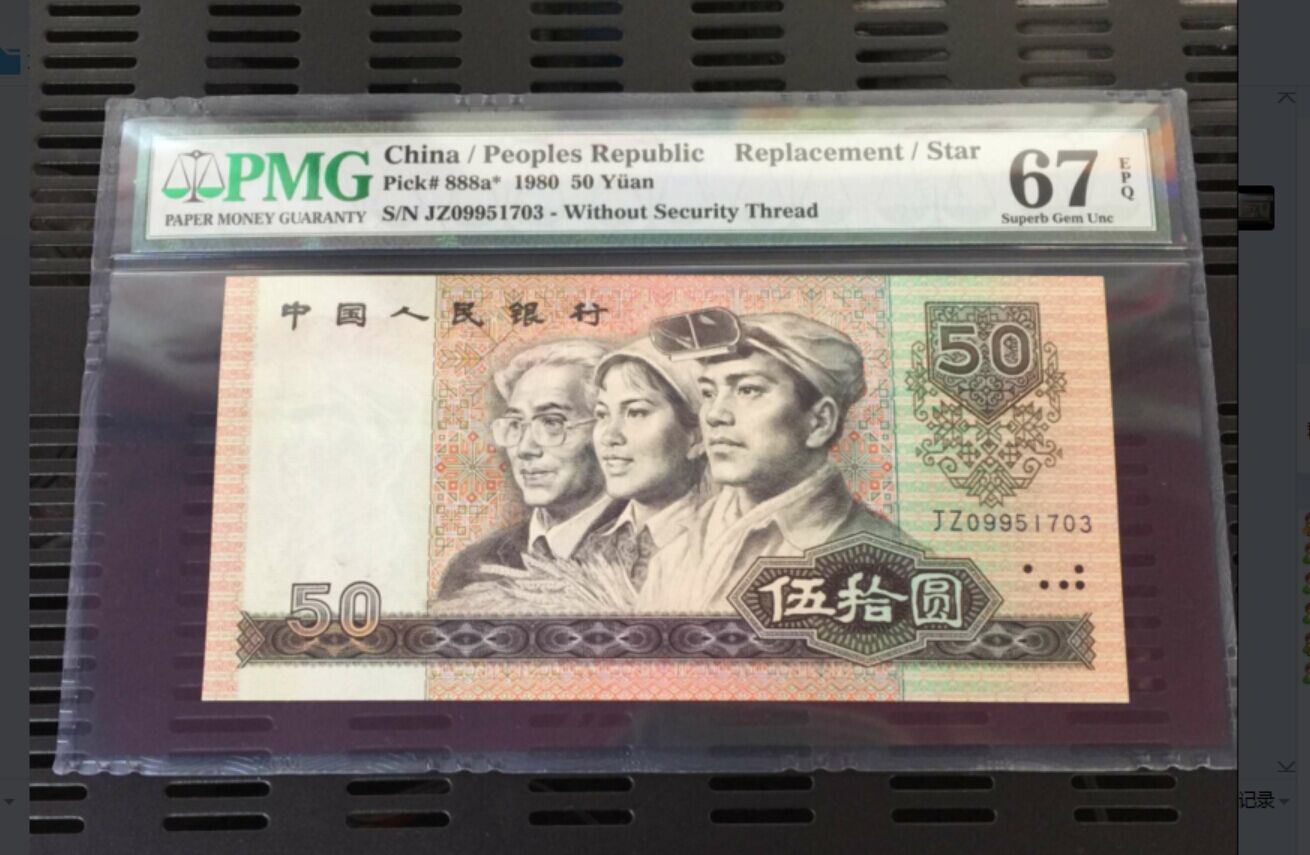 PMG
PAPER MONEY GUARANTY
China / Peoples Republic Replacement / Star
Pick# 888a* 1980 50 Yüan
S/N JZ09951703 - Without Security Thread
67
EPQ
Superb Gem Unc
中国人民银行
50
JZ09951703
50
伍拾圆
记录